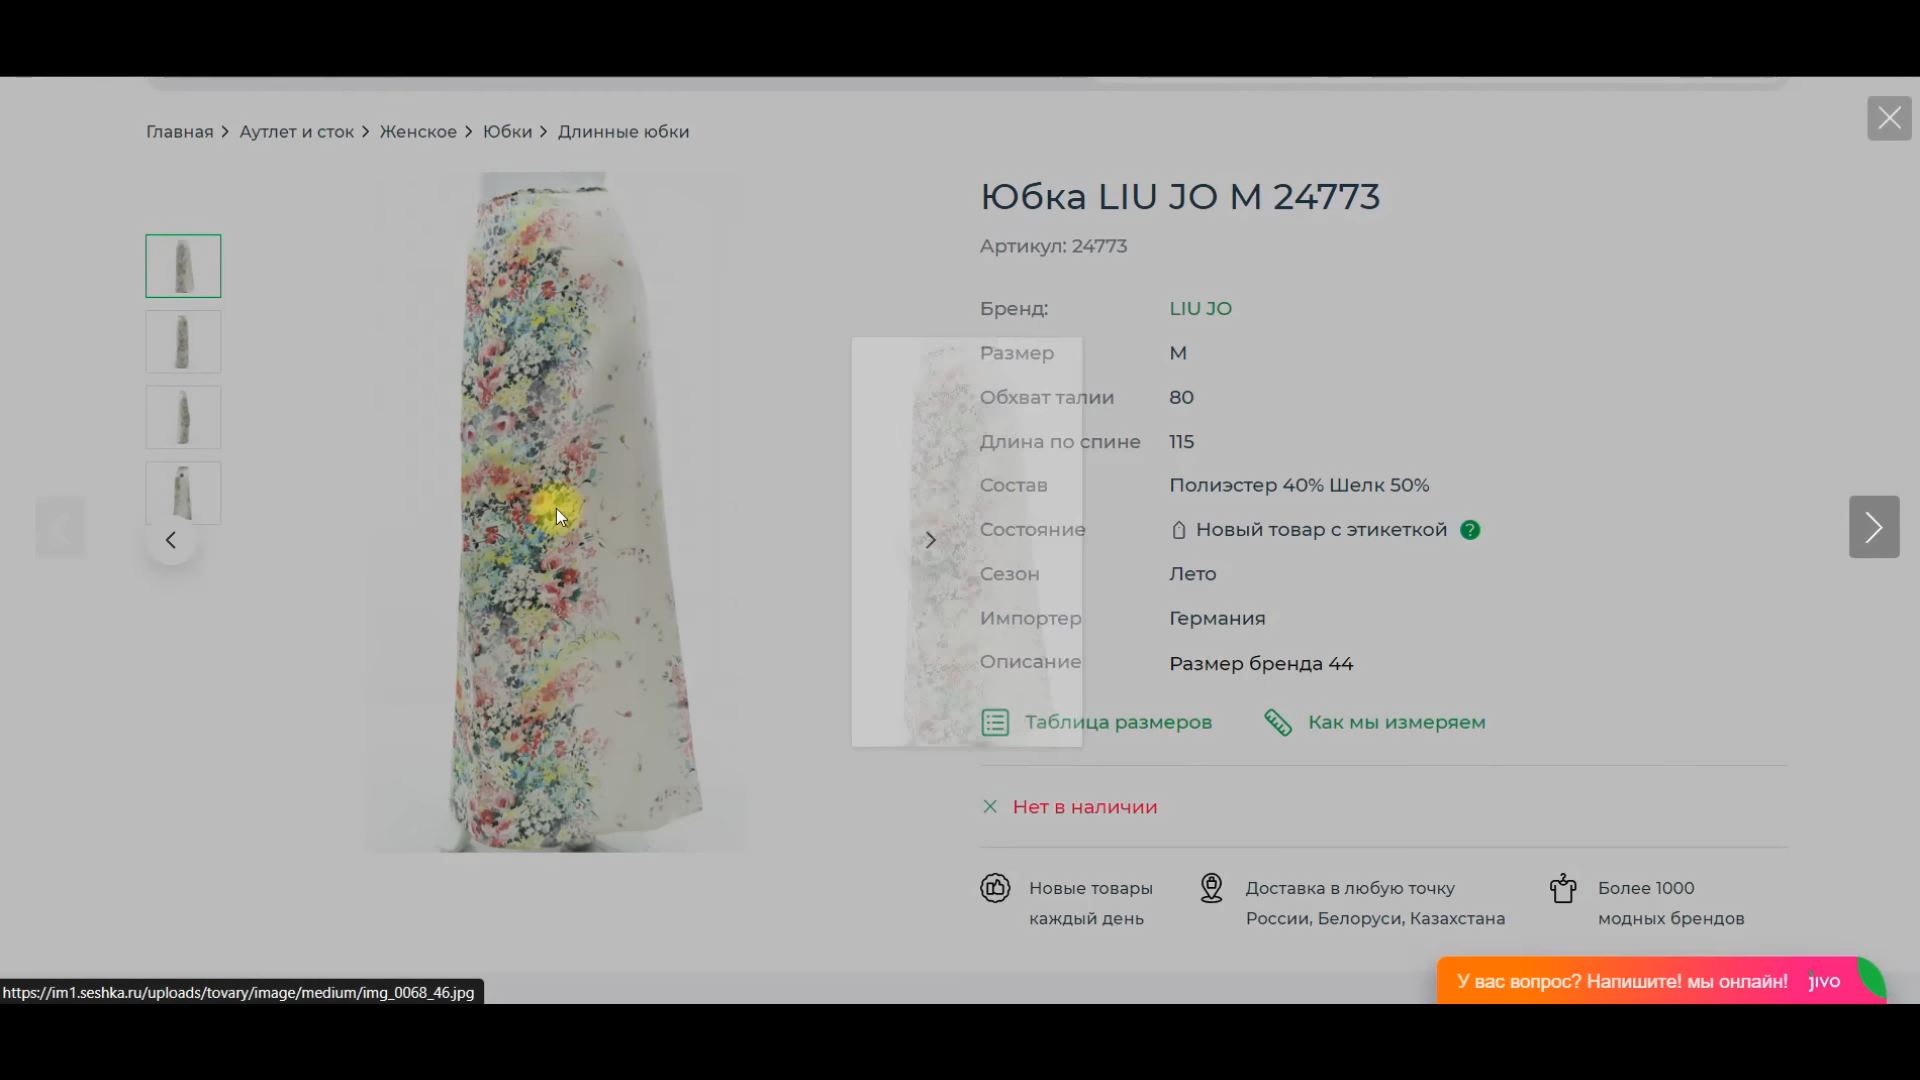 Главная > Аутлет и сток > Женское > Юбки > Длинные юбки
Юбка LIU JO M 24773
Артикул: 24773
Бренд: LIU JO
Размер M
Обхват талии 80
Длина по спине 115
Состав Полиэстер 40% Шелк 50%
Состояние Новый товар с этикеткой ?
Сезон Лето
Импортер Германия
Описание Размер бренда 44
Таблица размеров Как мы измеряем
Нет в наличии
Новые товары каждый день
Доставка в любую точку России, Белоруси, Казахстана
Более 1000 модных брендов
У вас вопрос? Напишите! мы онлайн! jivo
https://im1.seshka.ru/uploads/tovary/image/medium/img_0068_46.jpg